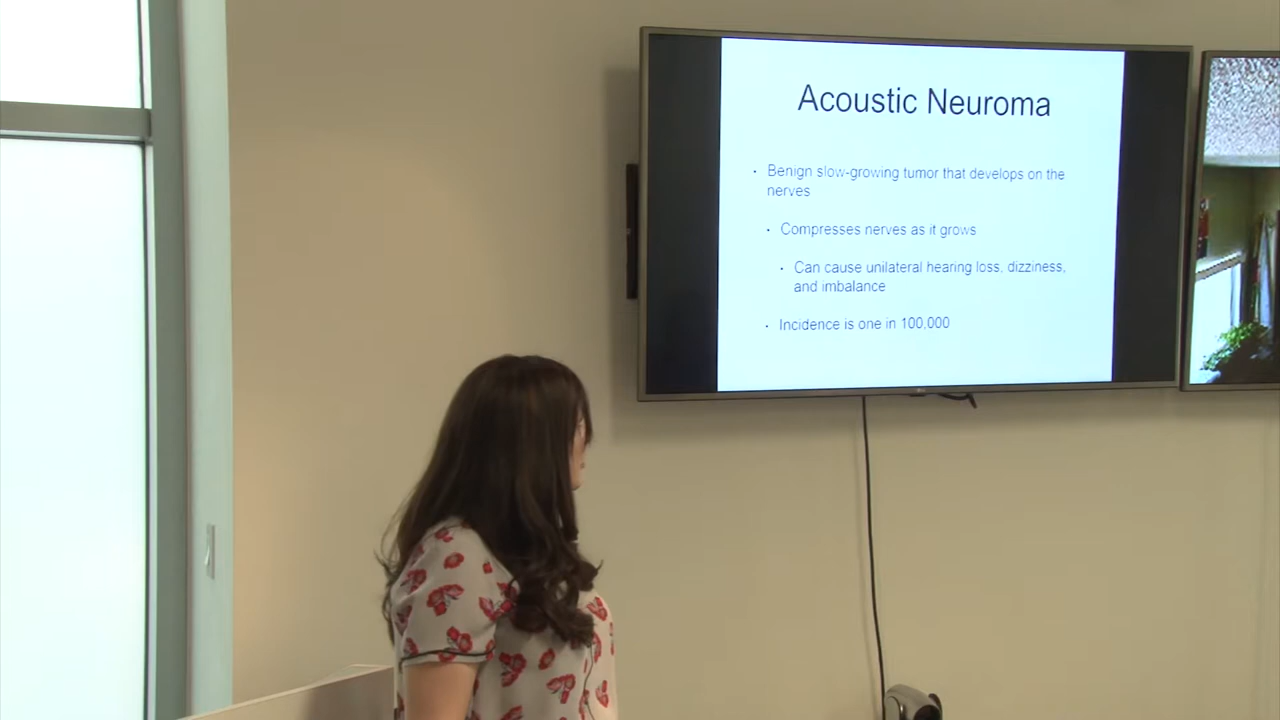 Acoustic Neuroma
· Benign slow-growing tumor that develops on the
nerves
· Compresses nerves as it grows
· Can cause unilateral hearing loss, dizziness,
and imbalance
· Incidence is one in 100,000